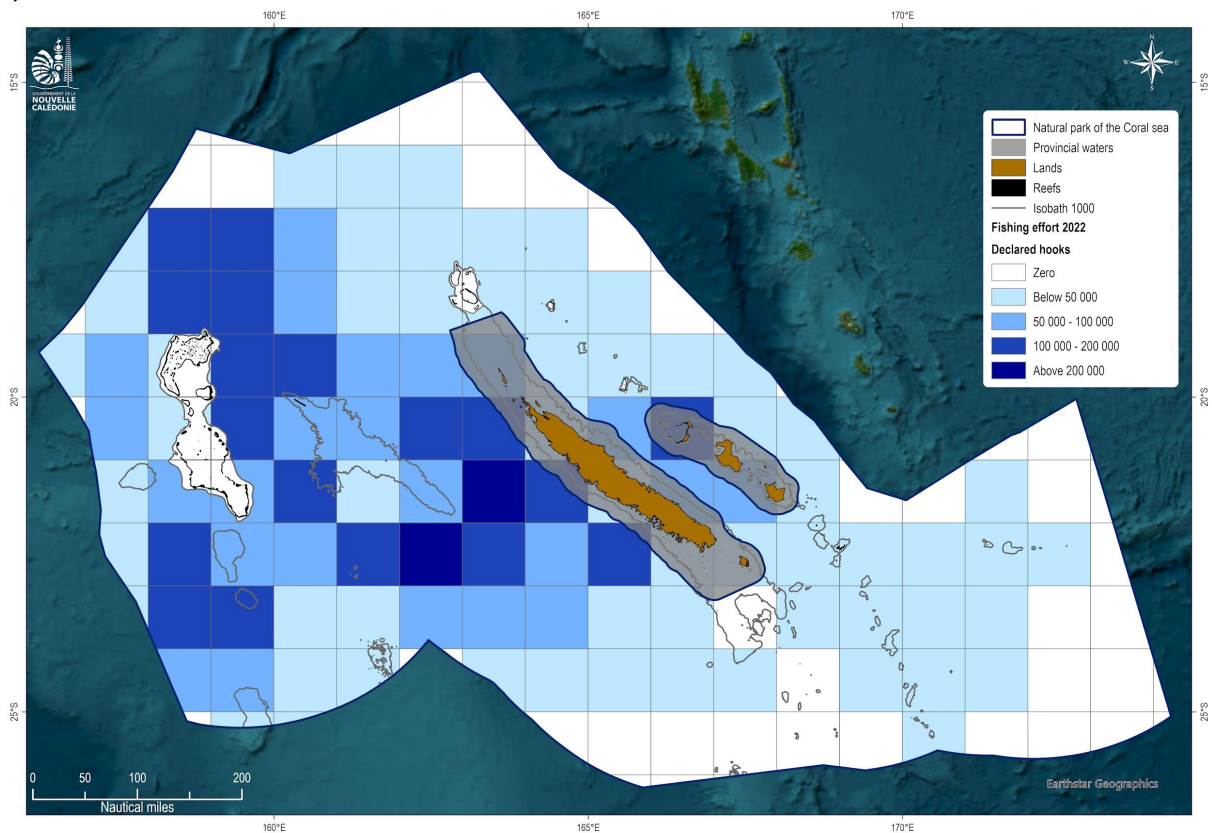 160°E
165°E
170°E
15°S
15°S
GOUVERNEMENT DE LA
NOUVELLE
CALÉDONIE
N
W
E
S
Natural park of the Coral sea
Provincial waters
Lands
Reefs
Isobath 1000
Fishing effort 2022
Declared hooks
Zero
Below 50 000
50 000 - 100 000
100 000 - 200 000
Above 200 000
20°S
20°S
25°S
25°S
0
50
100
200
Nautical miles
Earthstar Geographics
160°E
165°E
170°E